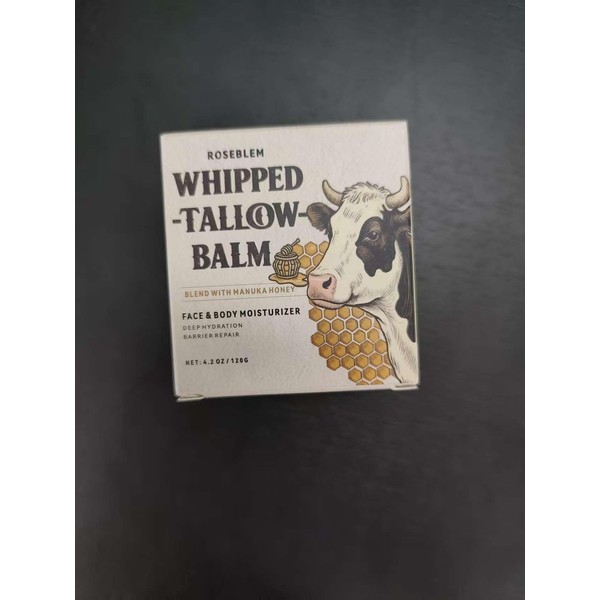 ROSEBLEM
WHIPPED
-TALLOW-
BALM
BLEND WITH MANUKA HONEY
FACE & BODY MOISTURIZER
DEEP HYDRATION
BARRIER REPAIR
NET: 4.2 OZ / 120G